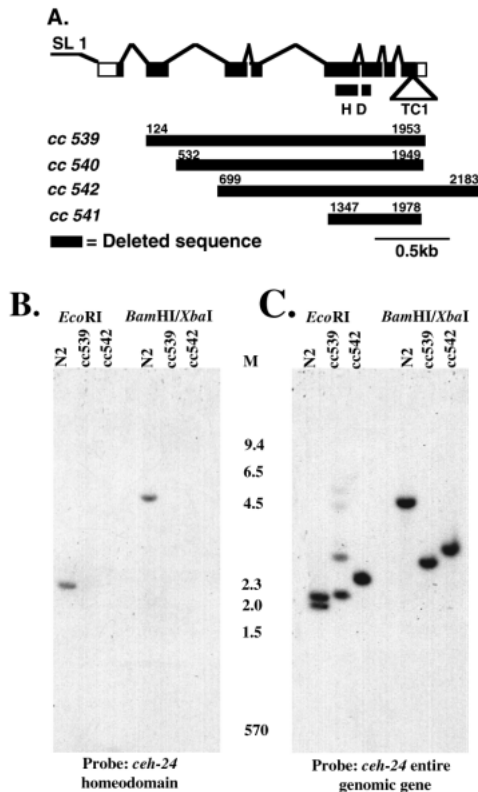 A.
SL 1
H D
TC1
cc 539
124
1953
cc 540
532
1949
cc 542
699
2183
cc 541
1347
1978
= Deleted sequence
0.5kb
B.
EcoRI
BamHI/XbaI
N2
cc539
cc542
N2
cc539
cc542
M
9.4
6.5
4.5
2.3
2.0
1.5
570
Probe: ceh-24
homeodomain
C.
EcoRI
BamHI/XbaI
N2
cc539
cc542
N2
cc539
cc542
Probe: ceh-24 entire
genomic gene